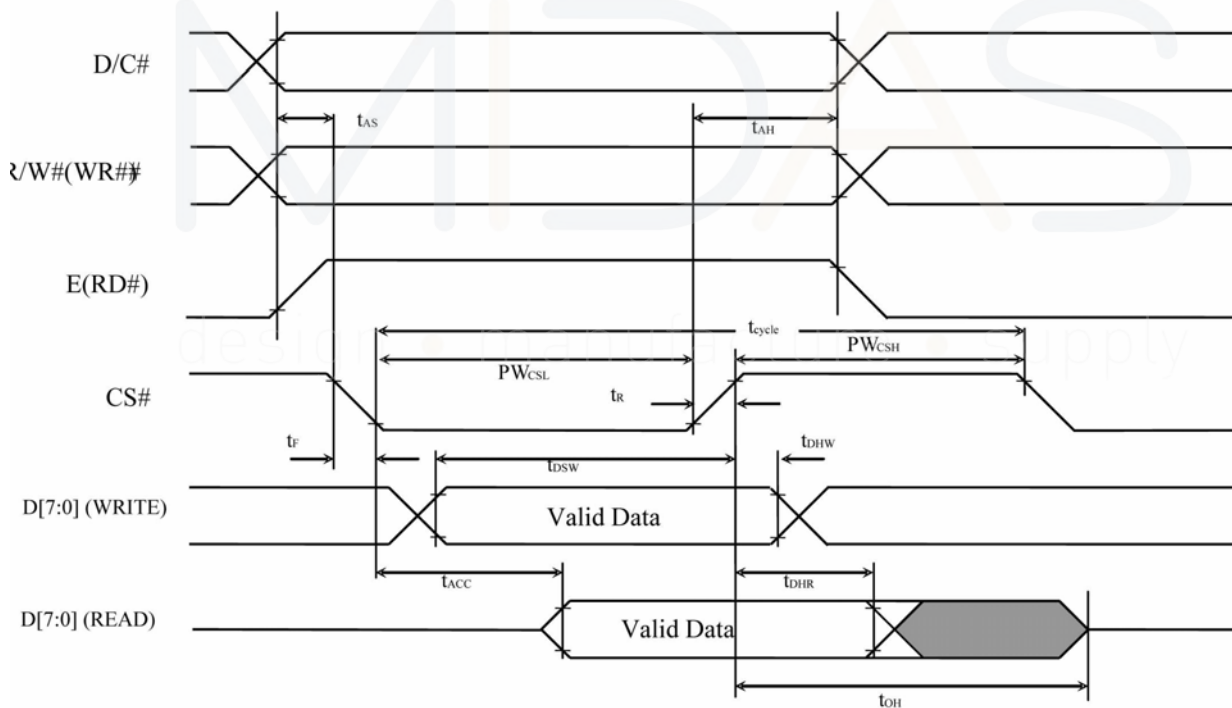 MIDAS
D/C#
tAS
tAH
R/W#(WR##)
E(RD#)
tcycle
design • manufacture • supply
PWCSH
PWCSL
CS#
tR
tF
tDHW
tDSW
D[7:0] (WRITE)
Valid Data
tACC
tDHR
D[7:0] (READ)
Valid Data
tOH